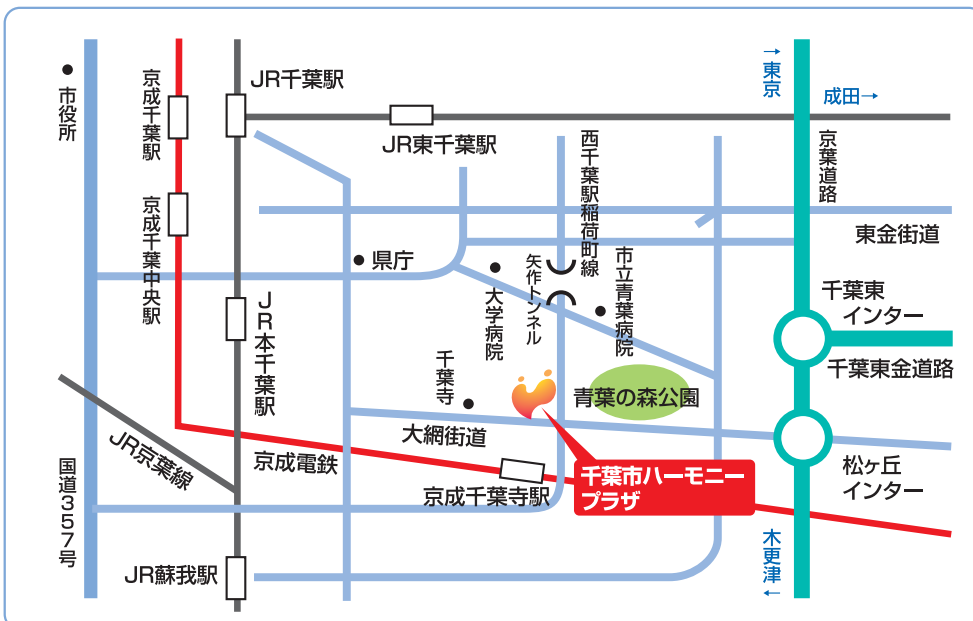 市役所
京成千葉駅
JR千葉駅
JR東千葉駅
→東京
成田→
京葉道路
西千葉駅稲荷町線
東金街道
京成千葉中央駅
県庁
大学病院
矢作トンネル
市立青葉病院
千葉東
インター
千葉東金道路
JR本千葉駅
千葉寺
青葉の森公園
大網街道
JR京葉線
京成電鉄
京成千葉寺駅
千葉市ハーモニー
プラザ
松ヶ丘
インター
国道357号
JR蘇我駅
木更津←